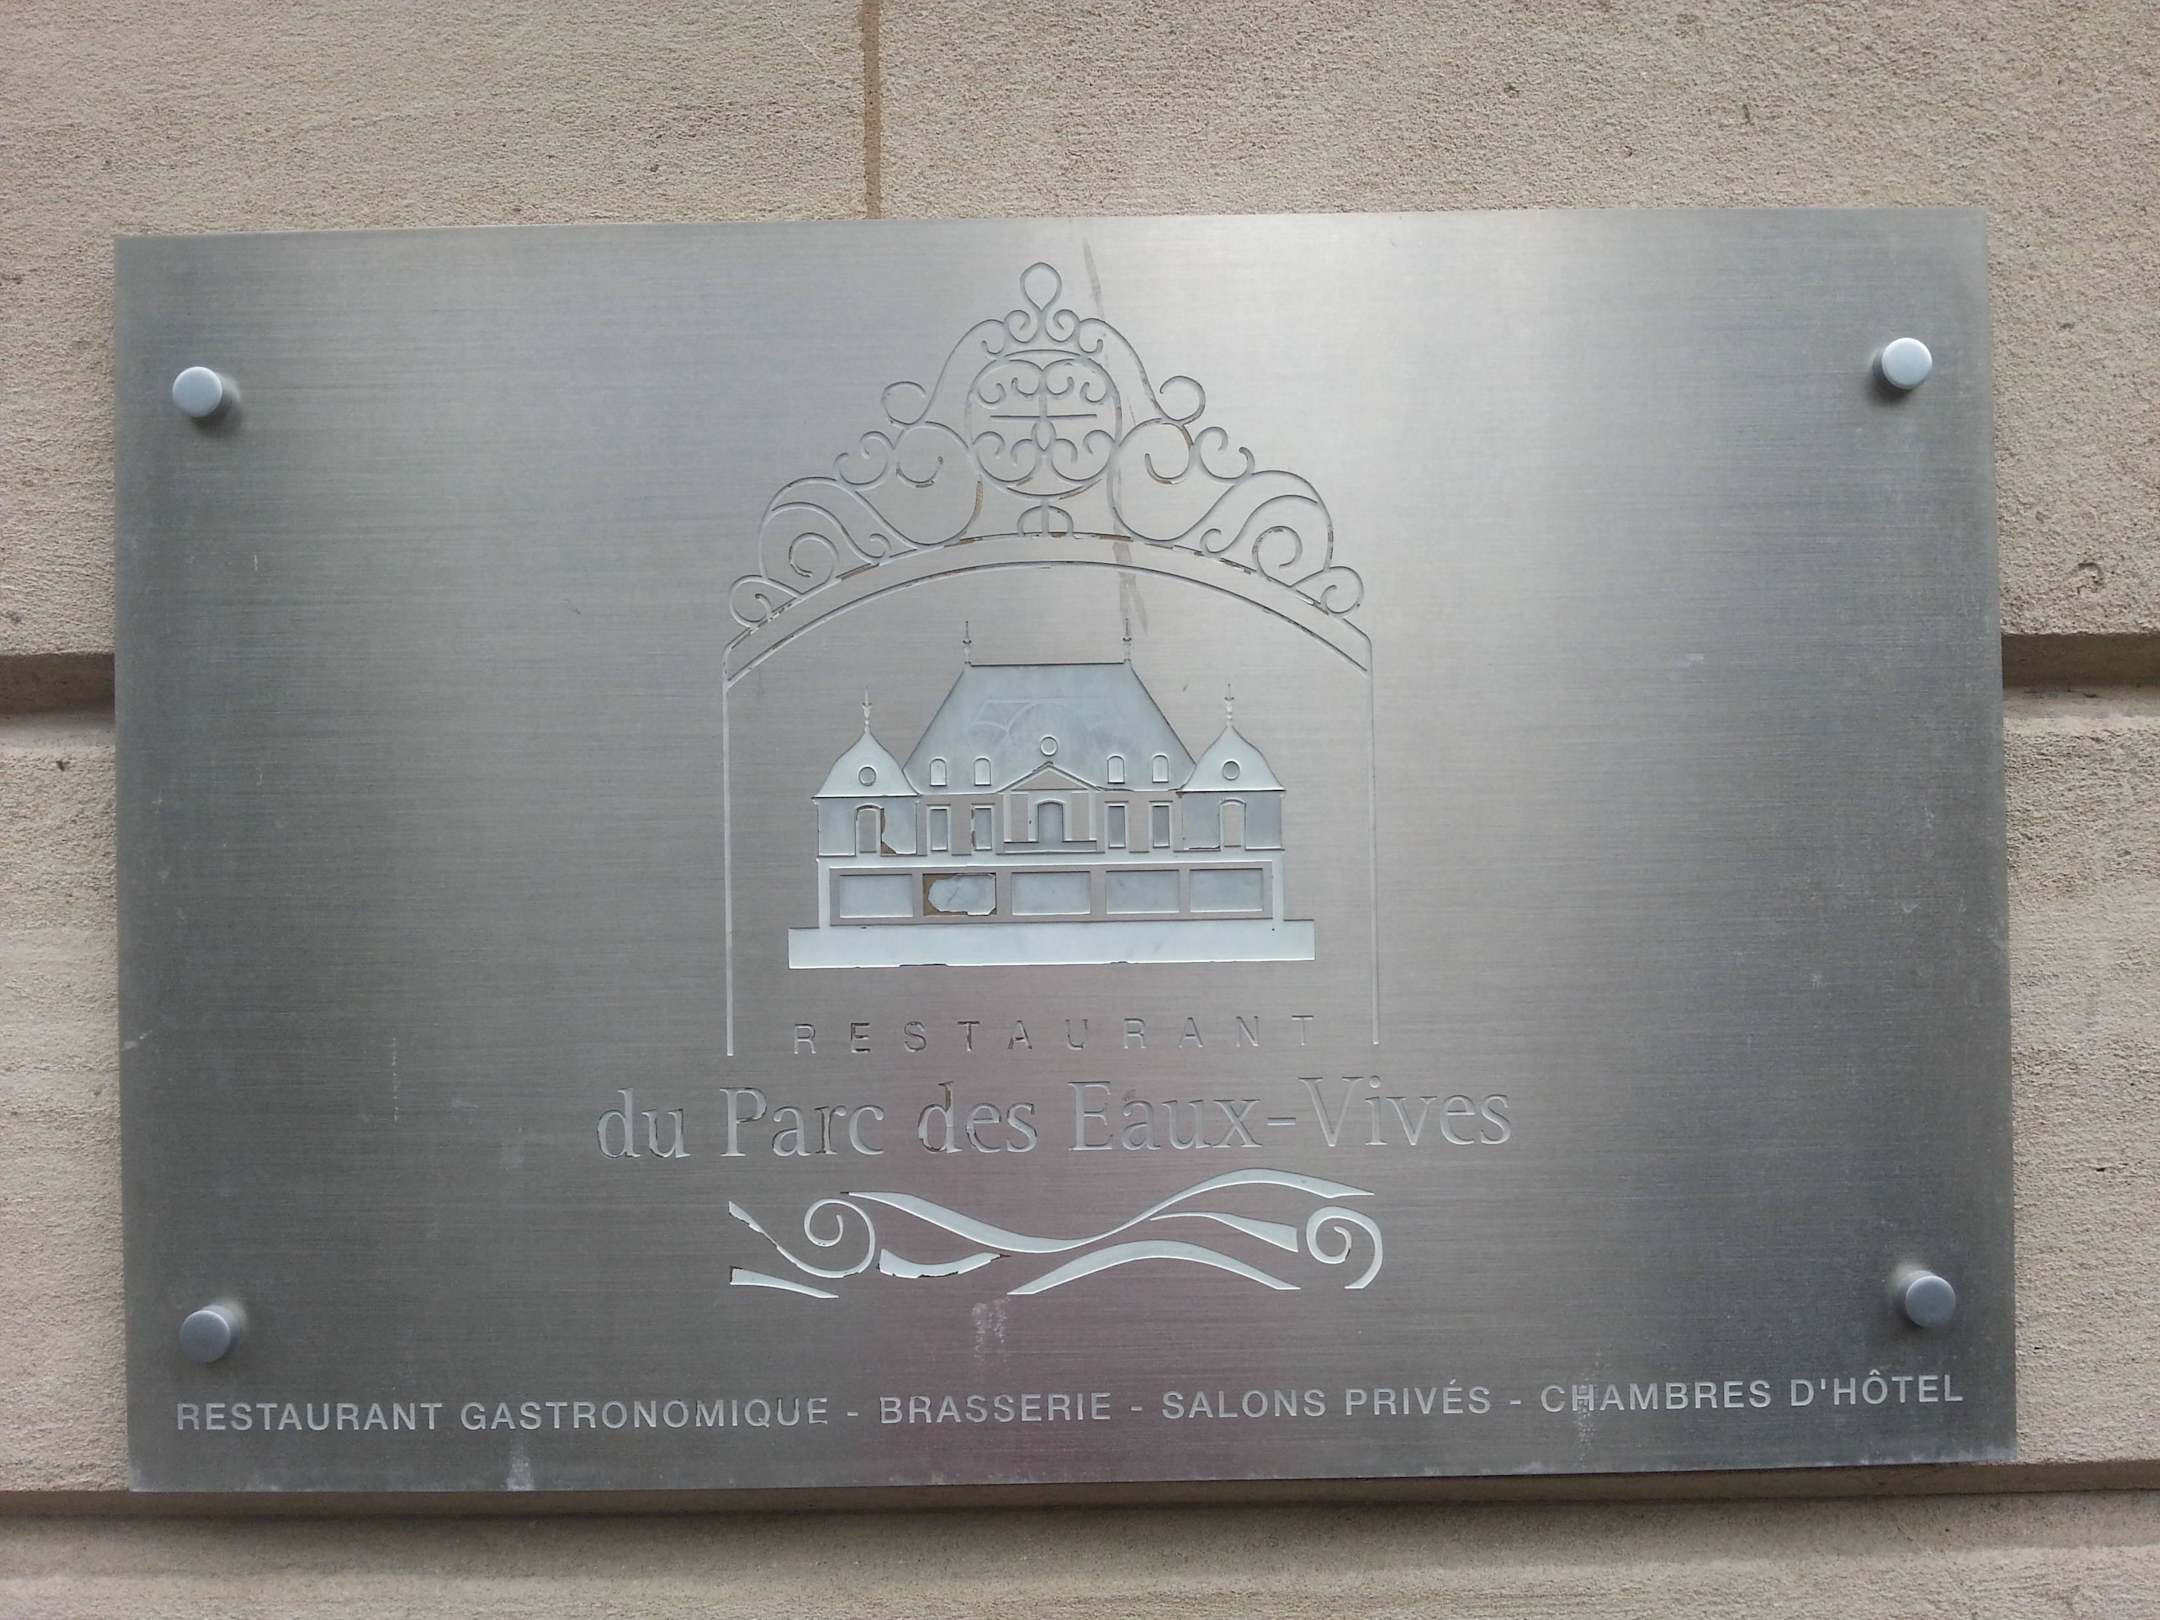 RESTAURANT
du Parc des Eaux-Vives
RESTAURANT GASTRONOMIQUE - BRASSERIE - SALONS PRIVÉS - CHAMBRES D'HÔTEL